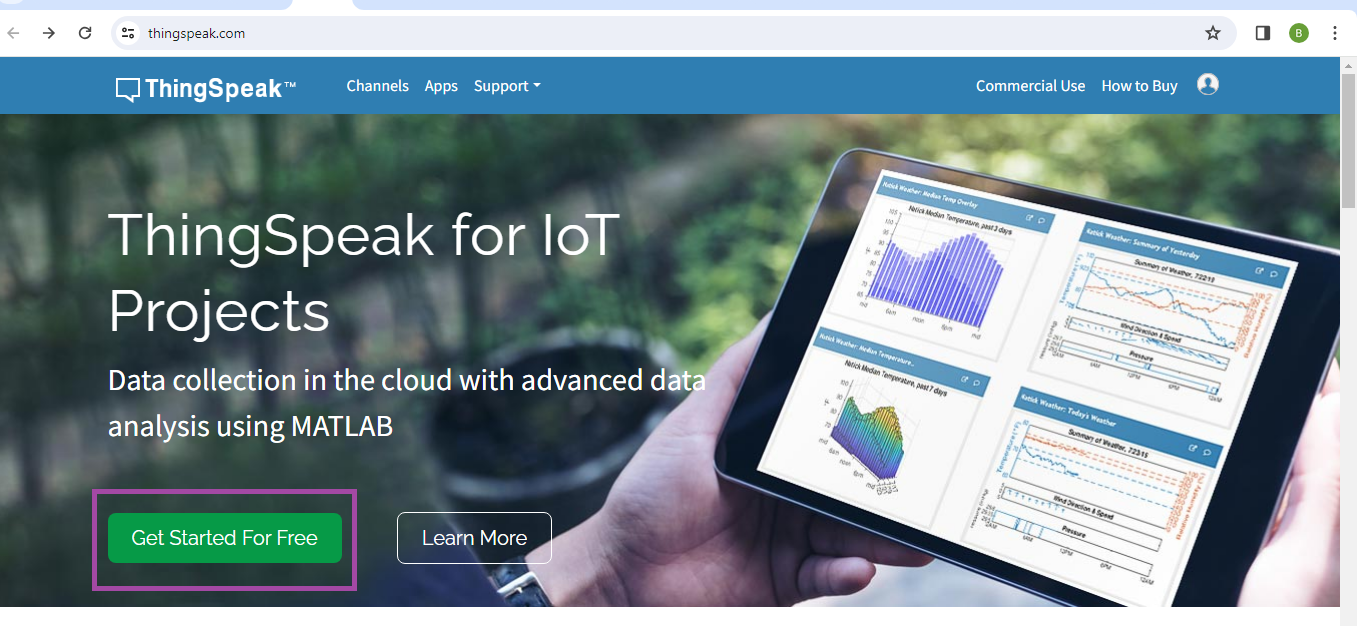 thingspeak.com
B
ThingSpeak™
Channels Apps Support
Commercial Use How to Buy
ThingSpeak for IoT
Projects
Data collection in the cloud with advanced data
analysis using MATLAB
Get Started For Free
Learn More
Natick Weather: Median Temp Overlay
Natick Median Temperature, past 3 days
Natick Weather: Summary of Yesterday
Summary of Weather, 7/22/15
Wind Direction & Speed
Pressure
Natick Weather: Median Temperature...
Natick Median Temperature, past 7 days
Natick Weather: Today's Weather
Summary of Weather, 7/23/15
Wind Direction & Speed
Pressure